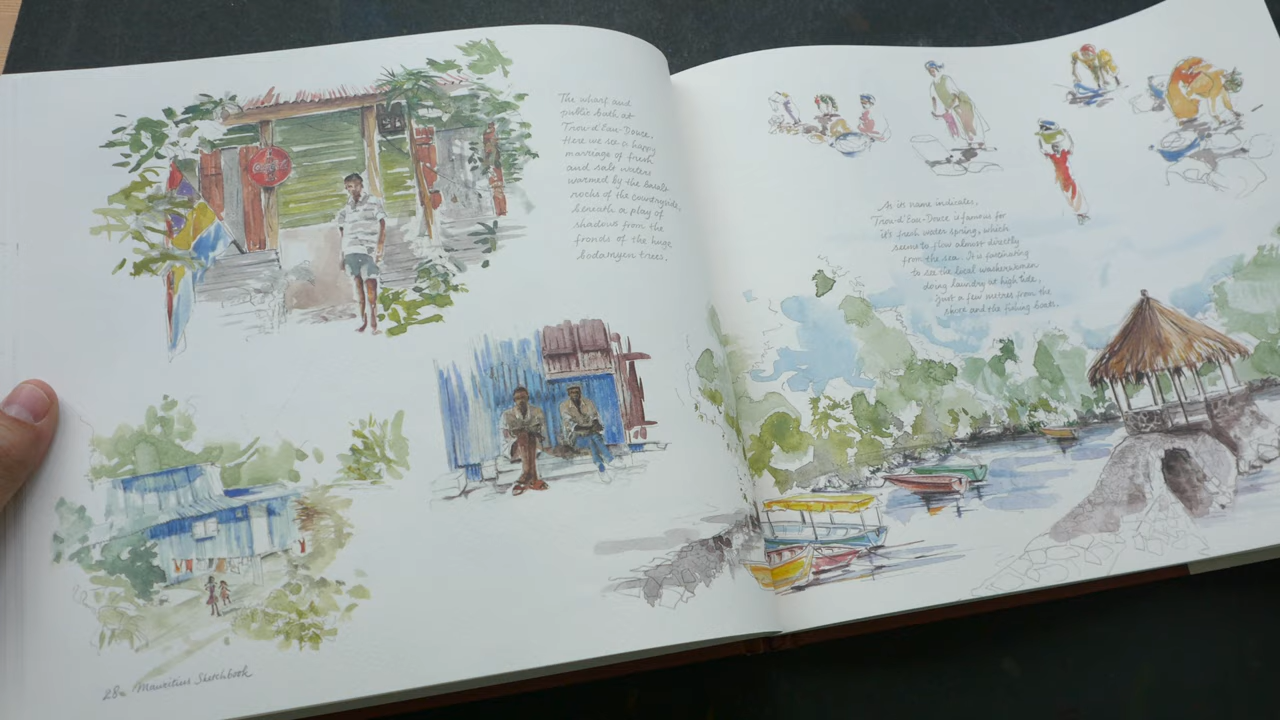 The wharf and
public bath at
Trou-d'Eau-Douce.
Here we see a happy
marriage of fresh
and salt waters
warmed by the basalt
rocks of the countryside,
beneath a play of
shadows from the
fronds of the huge
badamyen trees.
28 Mauritius Sketchbook
As its name indicates,
Trou-d'Eau-Douce is famous for
it's fresh water spring, which
seems to flow almost directly
from the sea. It is fascinating
to see the local washerwomen
doing laundry at high tide,
just a few metres from the
shore and the fishing boats.